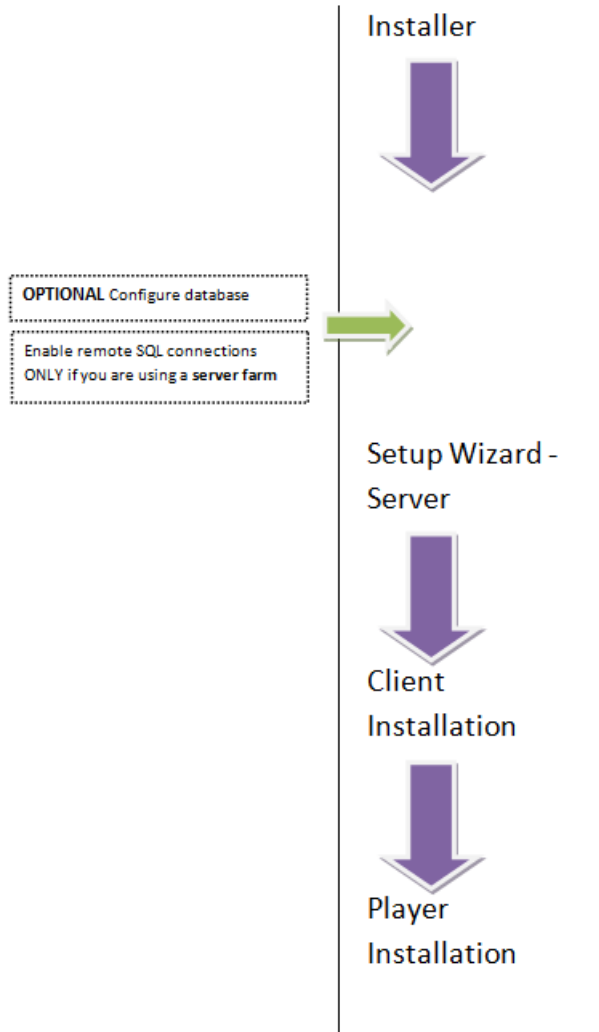 Installer
OPTIONAL Configure database
Enable remote SQL connections
ONLY if you are using a server farm
Setup Wizard -
Server
Client
Installation
Player
Installation